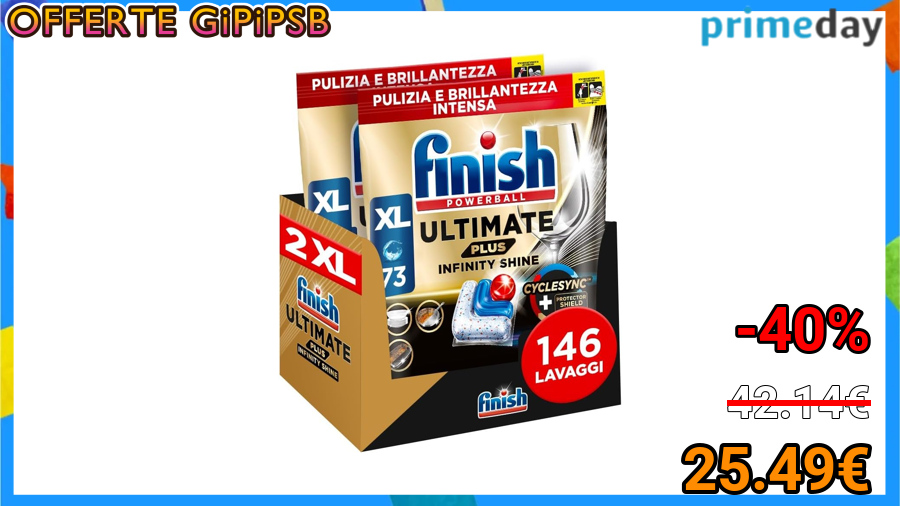 OFFERTE GiPiPSB
primeday
PULIZIA E BRILLANTEZZA
PULIZIA E BRILLANTEZZA
INTENSA
finish
POWERBALL
XL
XL
73
ULTIMATE
PLUS
INFINITY SHINE
CYCLESYNC™
+ PROTECTOR
SHIELD
2 XL
finish
ULTIMATE
PLUS
INFINITY SHINE
146
LAVAGGI
finish
-40%
42.14€
25.49€